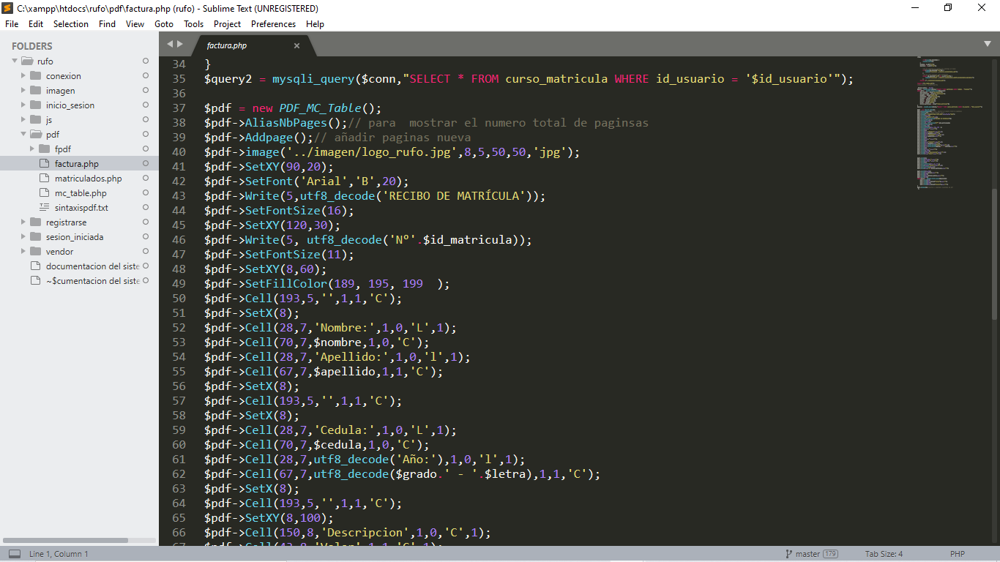 C:\xampp\htdocs\rufo\pdf\factura.php (rufo) - Sublime Text (UNREGISTERED)
File Edit Selection Find View Goto Tools Project Preferences Help
FOLDERS
rufo
conexion
imagen
inicio_sesion
js
pdf
fpdf
factura.php
matriculados.php
mc_table.php
sintaxispdf.txt
registrarse
sesion_iniciada
vendor
documentacion del siste
~$cumentacion del siste
factura.php
34 }
35 $query2 = mysqli_query($conn,"SELECT * FROM curso_matricula WHERE id_usuario = '$id_usuario'");
36
37 $pdf = new PDF_MC_Table();
38 $pdf->AliasNbPages();// para  mostrar el numero total de paginsas
39 $pdf->Addpage();// añadir paginas nueva
40 $pdf->image('../imagen/logo_rufo.jpg',8,5,50,50,'jpg');
41 $pdf->SetXY(90,20);
42 $pdf->SetFont('Arial','B',20);
43 $pdf->Write(5,utf8_decode('RECIBO DE MATRÍCULA'));
44 $pdf->SetFontSize(16);
45 $pdf->SetXY(120,30);
46 $pdf->Write(5, utf8_decode('Nº'.$id_matricula));
47 $pdf->SetFontSize(11);
48 $pdf->SetXY(8,60);
49 $pdf->SetFillColor(189, 195, 199  );
50 $pdf->Cell(193,5,'',1,1,'C');
51 $pdf->SetX(8);
52 $pdf->Cell(28,7,'Nombre:',1,0,'L',1);
53 $pdf->Cell(70,7,$nombre,1,0,'C');
54 $pdf->Cell(28,7,'Apellido:',1,0,'l',1);
55 $pdf->Cell(67,7,$apellido,1,1,'C');
56 $pdf->SetX(8);
57 $pdf->Cell(193,5,'',1,1,'C');
58 $pdf->SetX(8);
59 $pdf->Cell(28,7,'Cedula:',1,0,'L',1);
60 $pdf->Cell(70,7,$cedula,1,0,'C');
61 $pdf->Cell(28,7,utf8_decode('Año:'),1,0,'l',1);
62 $pdf->Cell(67,7,utf8_decode($grado.' - '.$letra),1,1,'C');
63 $pdf->SetX(8);
64 $pdf->Cell(193,5,'',1,1,'C');
65 $pdf->SetXY(8,100);
66 $pdf->Cell(150,8,'Descripcion',1,0,'C',1);
Line 1, Column 1
master 179
Tab Size: 4
PHP